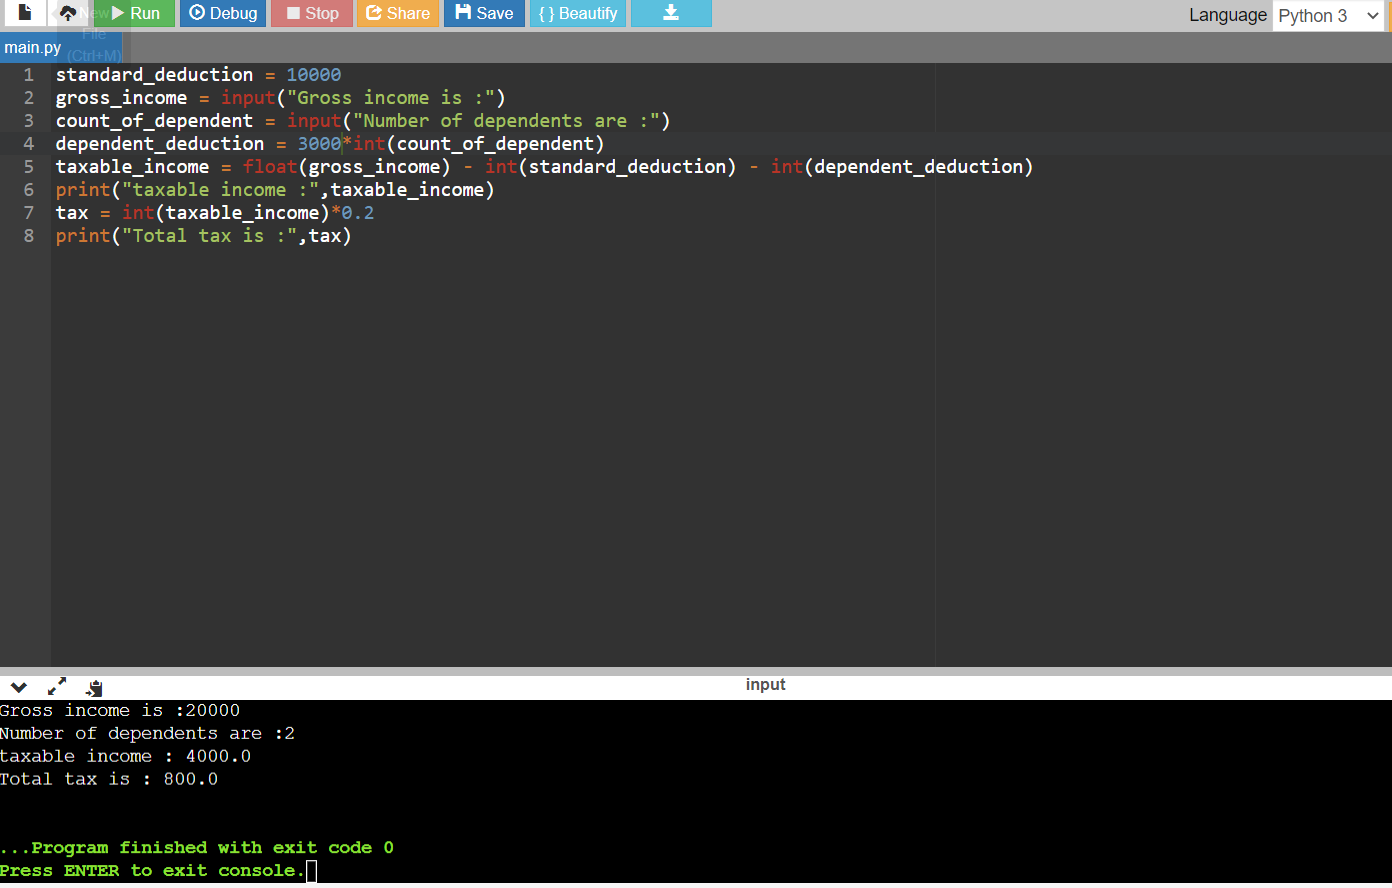 New Run Debug Stop Share Save { } Beautify Language Python 3
File
(Ctrl+M)
main.py
1 standard_deduction = 10000
2 gross_income = input("Gross income is :")
3 count_of_dependent = input("Number of dependents are :")
4 dependent_deduction = 3000*int(count_of_dependent)
5 taxable_income = float(gross_income) - int(standard_deduction) - int(dependent_deduction)
6 print("taxable income :",taxable_income)
7 tax = int(taxable_income)*0.2
8 print("Total tax is :",tax)
input
Gross income is :20000
Number of dependents are :2
taxable income : 4000.0
Total tax is : 800.0
...Program finished with exit code 0
Press ENTER to exit console.